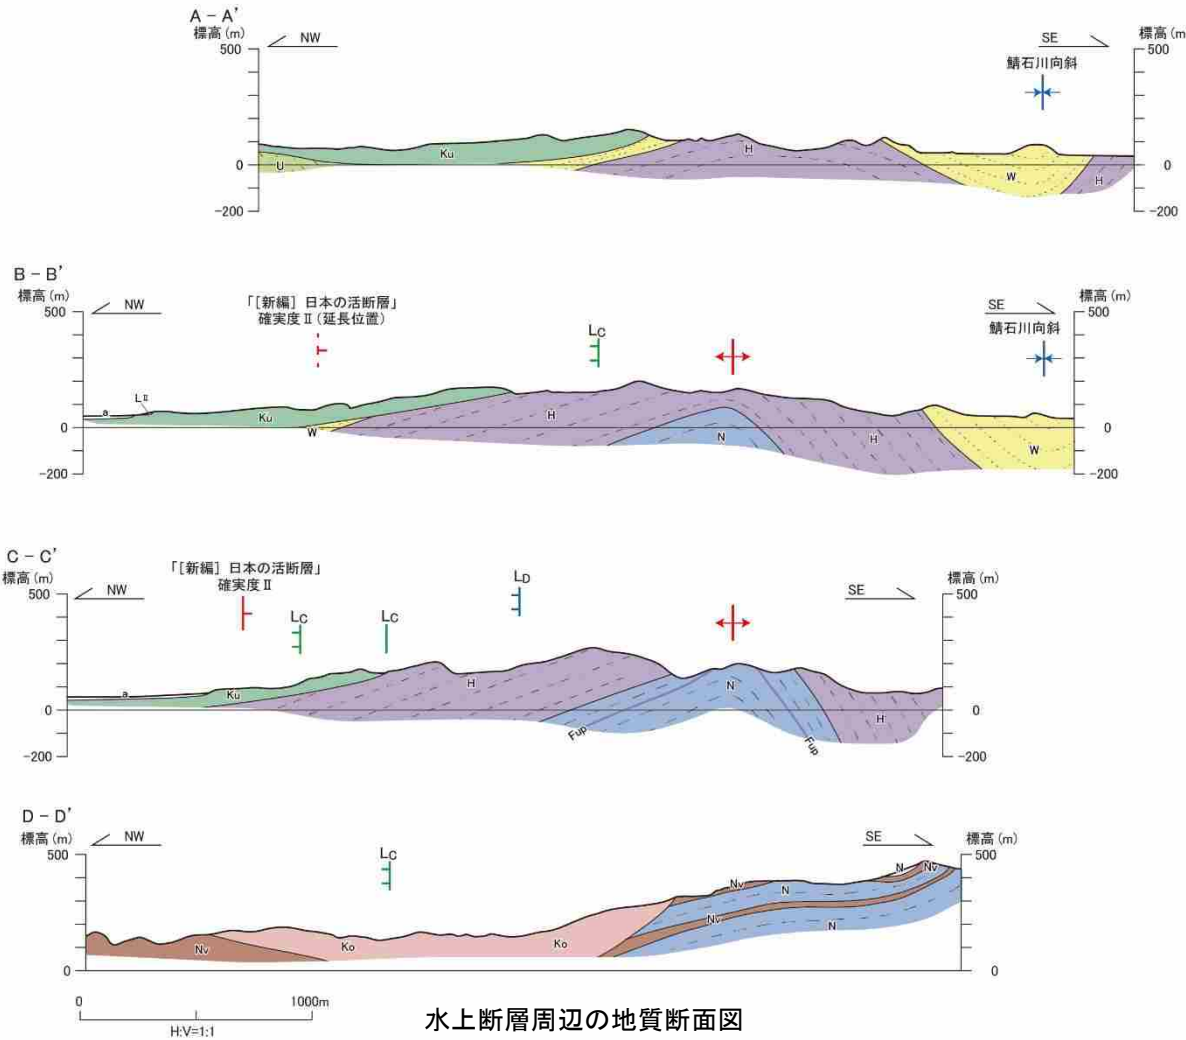 A - A'
標高(m)
NW
SE
標高(m
500
500
鯖石川向斜
U
Ku
H
W
H
0
0
-200
-200
B - B'
標高(m)
NW
「[新編] 日本の活断層」
確実度Ⅱ(延長位置)
LC
SE
標高(m)
500
500
鯖石川向斜
a
LⅡ
Ku
W
H
N
H
W
0
0
-200
-200
C - C'
標高(m)
NW
「[新編] 日本の活断層」
確実度Ⅱ
LC
LC
LD
SE
標高(m)
500
500
a
Ku
H
N
H
Fup
Fup
0
0
-200
-200
D - D'
標高(m)
NW
LC
SE
標高(m)
500
500
Nv
Ko
Ko
Nv
N
N
Nv
Nv
N
0
0
0
1000m
H:V=1:1
水上断層周辺の地質断面図